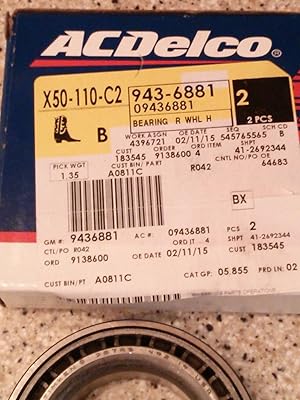 ACDelco
X50-110-C2
943-6881
09436881
2
2 PCS
B
BEARING R WHL H
WORK ASGN OE DATE SEQ SCH CD
4396721 02/11/15 545765565 B
CUST ORDER ORD IT SHPT
183545 9138600 4 41-2692344
PICK WGT
1.35
CUST BIN/PART
A0811C R042
CNTL NO/PO OE
64683
BX
GM #: 9436881 AC #: 09436881 PCS 2
CTL/PO R042 ORD IT 4 SHPT 41-2692344
ORD 9138600 OE DATE 02/11/15 CUST 183545
CUST BIN/PT A0811C CAT GP: 05.855 PRD LN: 02
SERVICE PARTS OPERATIONS